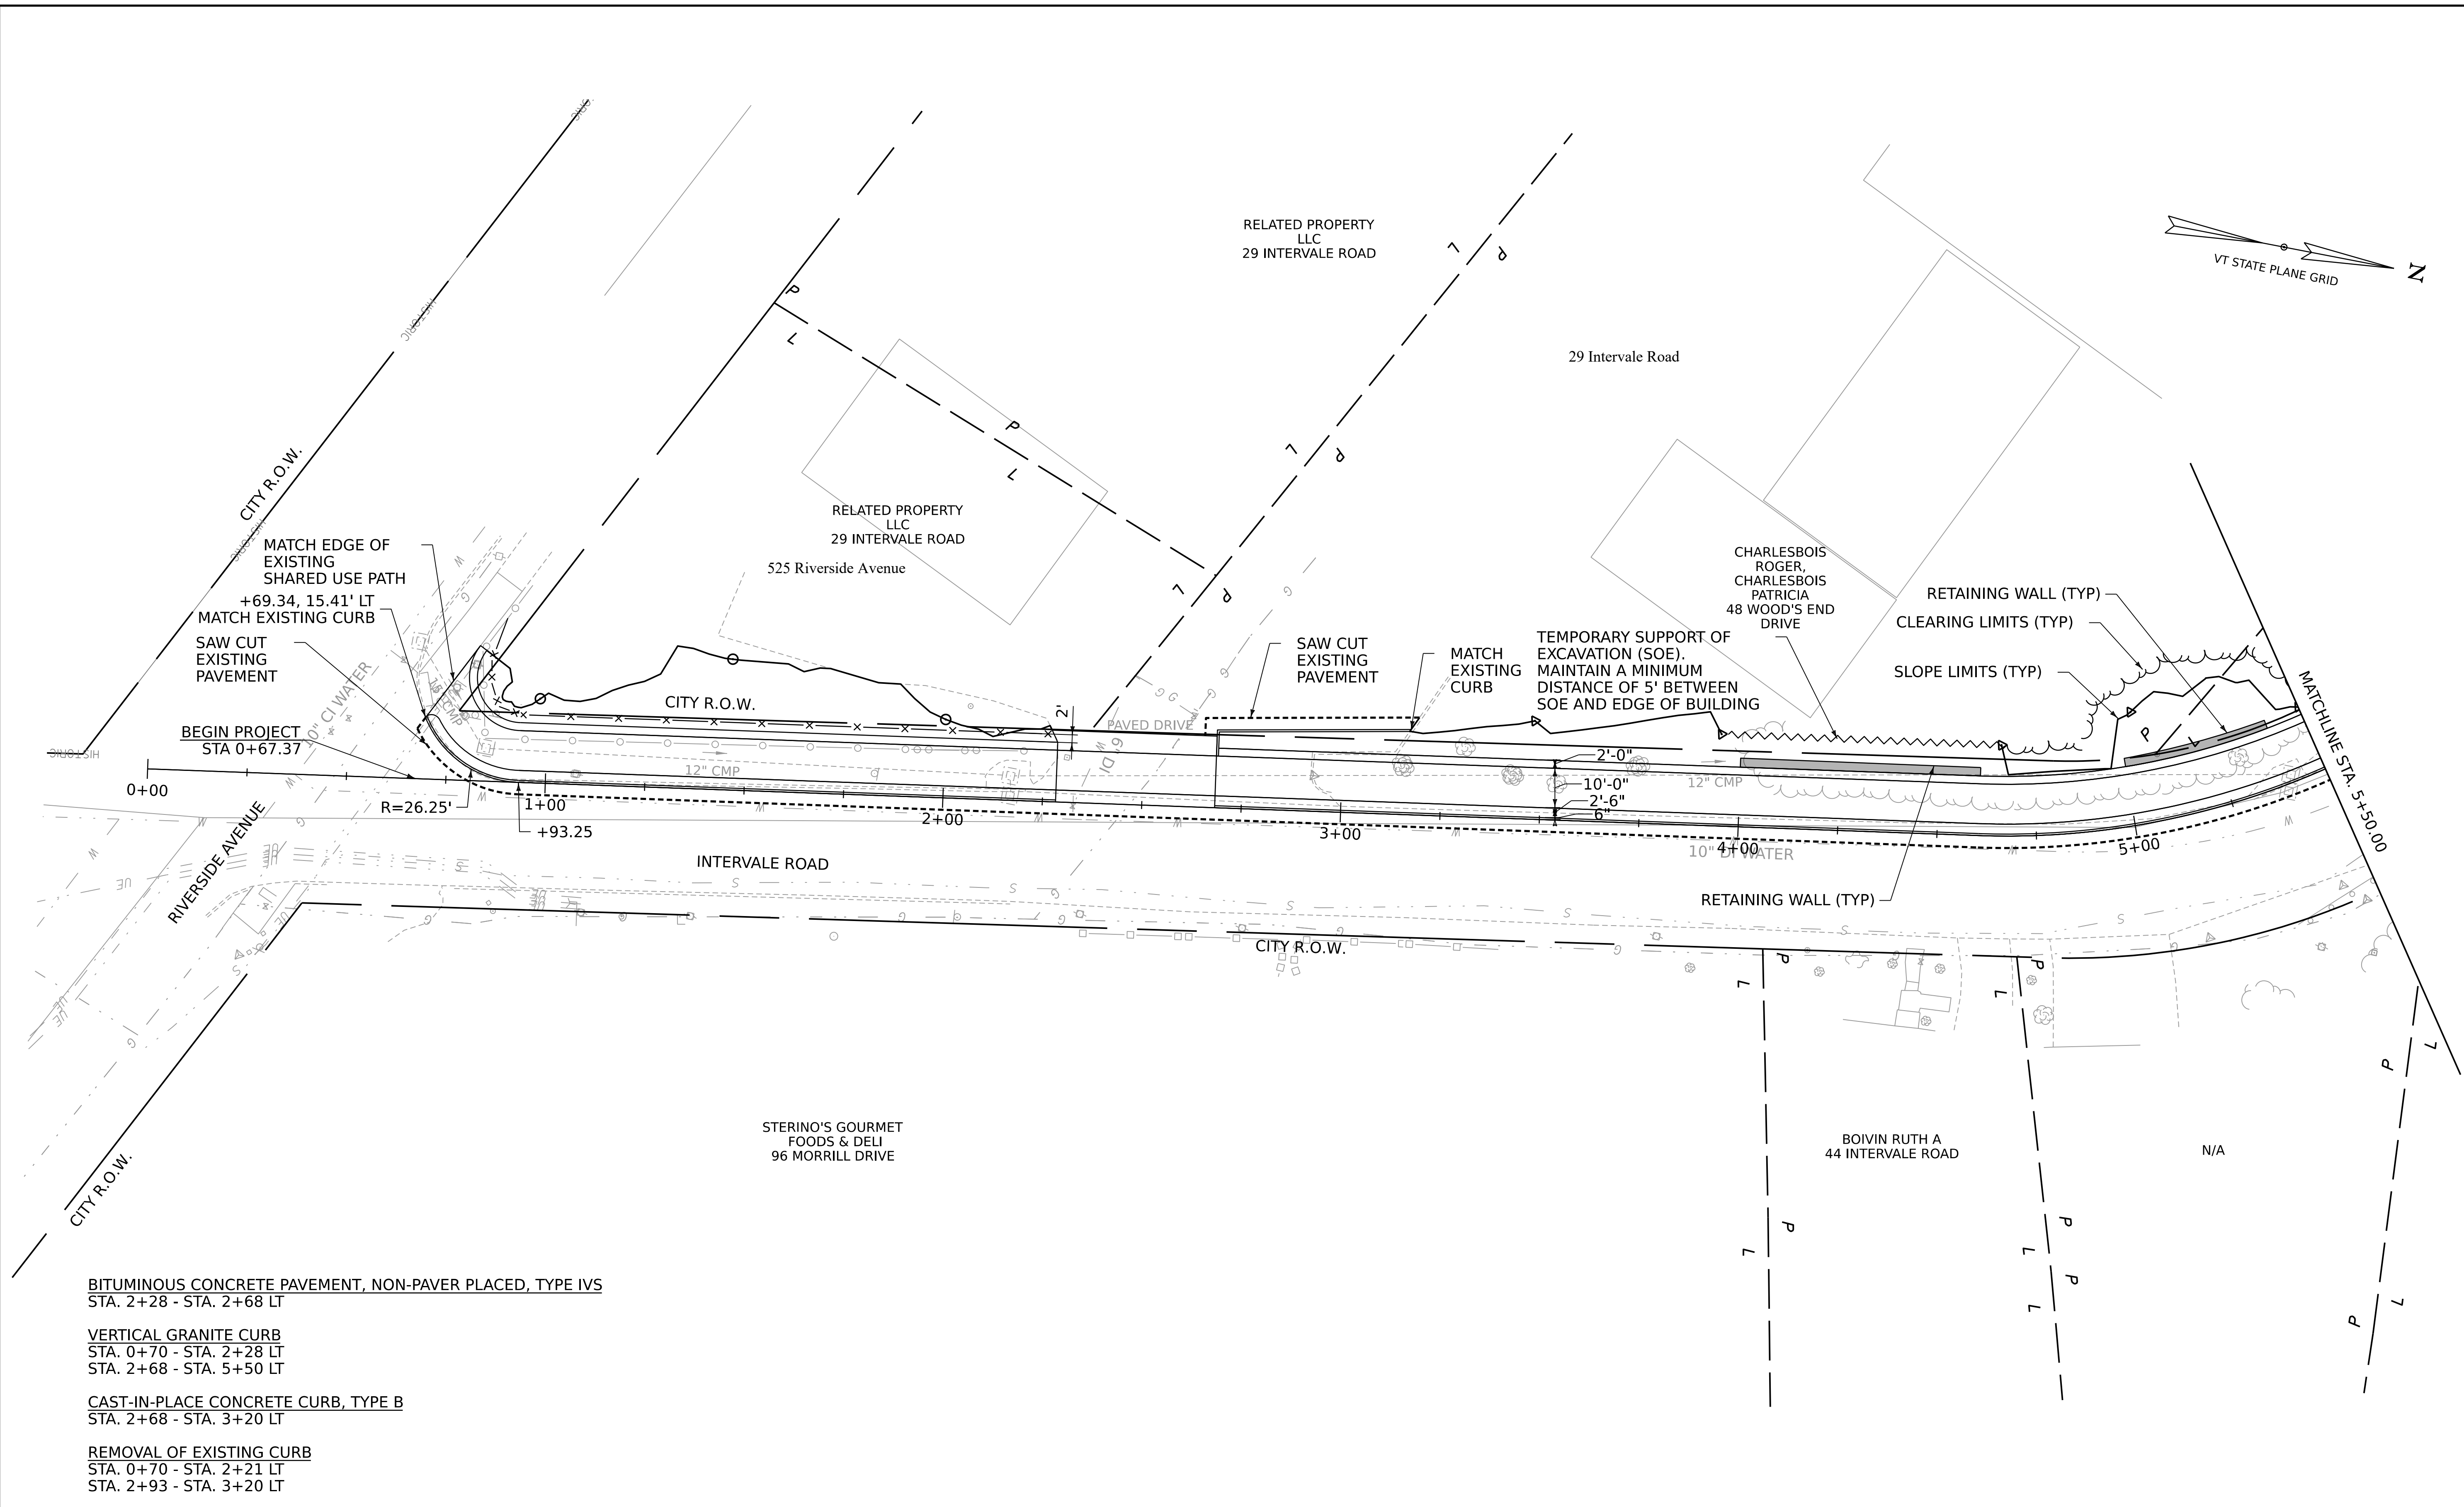 HISTORIC
HISTORIC
HISTORIC
HISTORIC
CITY R.O.W.
RELATED PROPERTY
LLC
29 INTERVALE ROAD
VT STATE PLANE GRID
N
29 Intervale Road
RELATED PROPERTY
LLC
29 INTERVALE ROAD
525 Riverside Avenue
MATCH EDGE OF
EXISTING
SHARED USE PATH
+69.34, 15.41' LT
MATCH EXISTING CURB
SAW CUT
EXISTING
PAVEMENT
BEGIN PROJECT
STA 0+67.37
10" CI WATER
15" CMP
CITY R.O.W.
2'
PAVED DRIVE
6" DI
SAW CUT
EXISTING
PAVEMENT
MATCH
EXISTING
CURB
TEMPORARY SUPPORT OF
EXCAVATION (SOE).
MAINTAIN A MINIMUM
DISTANCE OF 5' BETWEEN
SOE AND EDGE OF BUILDING
CHARLESBOIS
ROGER,
CHARLESBOIS
PATRICIA
48 WOOD'S END
DRIVE
RETAINING WALL (TYP)
CLEARING LIMITS (TYP)
SLOPE LIMITS (TYP)
MATCHLINE STA. 5+50.00
12" CMP
12" CMP
2'-0"
10'-0"
2'-6"
6"
0+00
R=26.25'
1+00
+93.25
2+00
3+00
4+00
5+00
10" DI WATER
RIVERSIDE AVENUE
INTERVALE ROAD
RETAINING WALL (TYP)
CITY R.O.W.
CITY R.O.W.
STERINO'S GOURMET
FOODS & DELI
96 MORRILL DRIVE
BOIVIN RUTH A
44 INTERVALE ROAD
N/A
BITUMINOUS CONCRETE PAVEMENT, NON-PAVER PLACED, TYPE IVS
STA. 2+28 - STA. 2+68 LT
VERTICAL GRANITE CURB
STA. 0+70 - STA. 2+28 LT
STA. 2+68 - STA. 5+50 LT
CAST-IN-PLACE CONCRETE CURB, TYPE B
STA. 2+68 - STA. 3+20 LT
REMOVAL OF EXISTING CURB
STA. 0+70 - STA. 2+21 LT
STA. 2+93 - STA. 3+20 LT